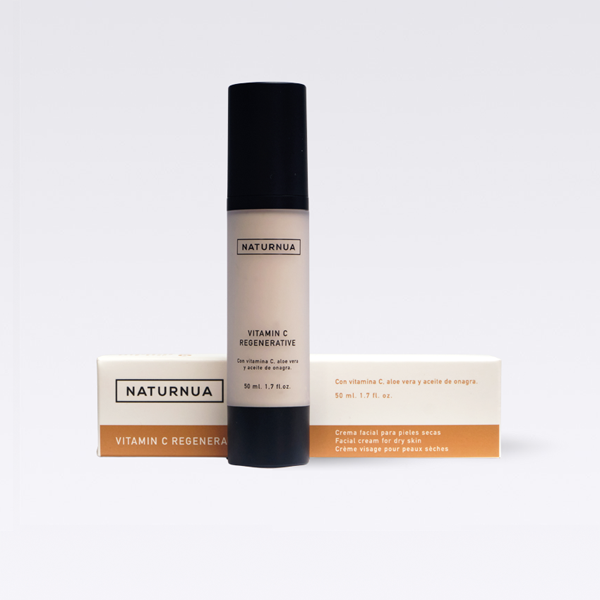 NATURNUA
VITAMIN C
REGENERATIVE
Con vitamina C, aloe vera
y aceite de onagra.
50 ml. 1.7 fl. oz.
NATURNUA
VITAMIN C REGENERA
Con vitamina C, aloe vera y aceite de onagra.
50 ml. 1.7 fl. oz.
Crema facial para pieles secas
Facial cream for dry skin
Crème visage pour peaux sèches